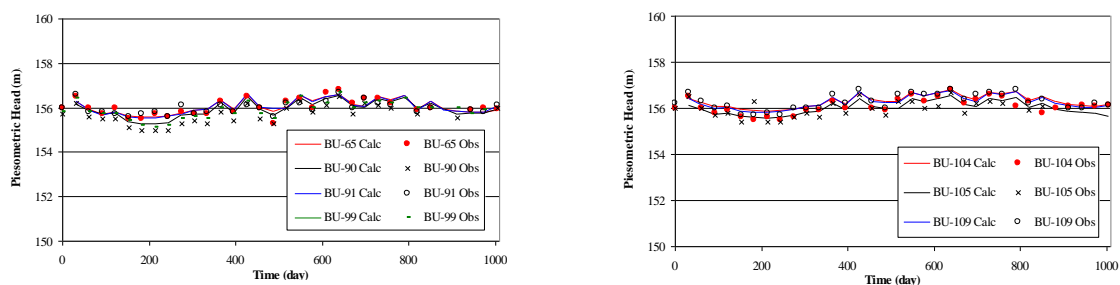 160
158
156
154
152
150
Piesometric Head (m)
BU-65 Calc
BU-65 Obs
BU-90 Calc
BU-90 Obs
BU-91 Calc
BU-91 Obs
BU-99 Calc
BU-99 Obs
0 200 400 600 800 1000
Time (day)
160
158
156
154
152
150
Piesometric Head (m)
BU-104 Calc
BU-104 Obs
BU-105 Calc
BU-105 Obs
BU-109 Calc
BU-109 Obs
0 200 400 600 800 1000
Time (day)